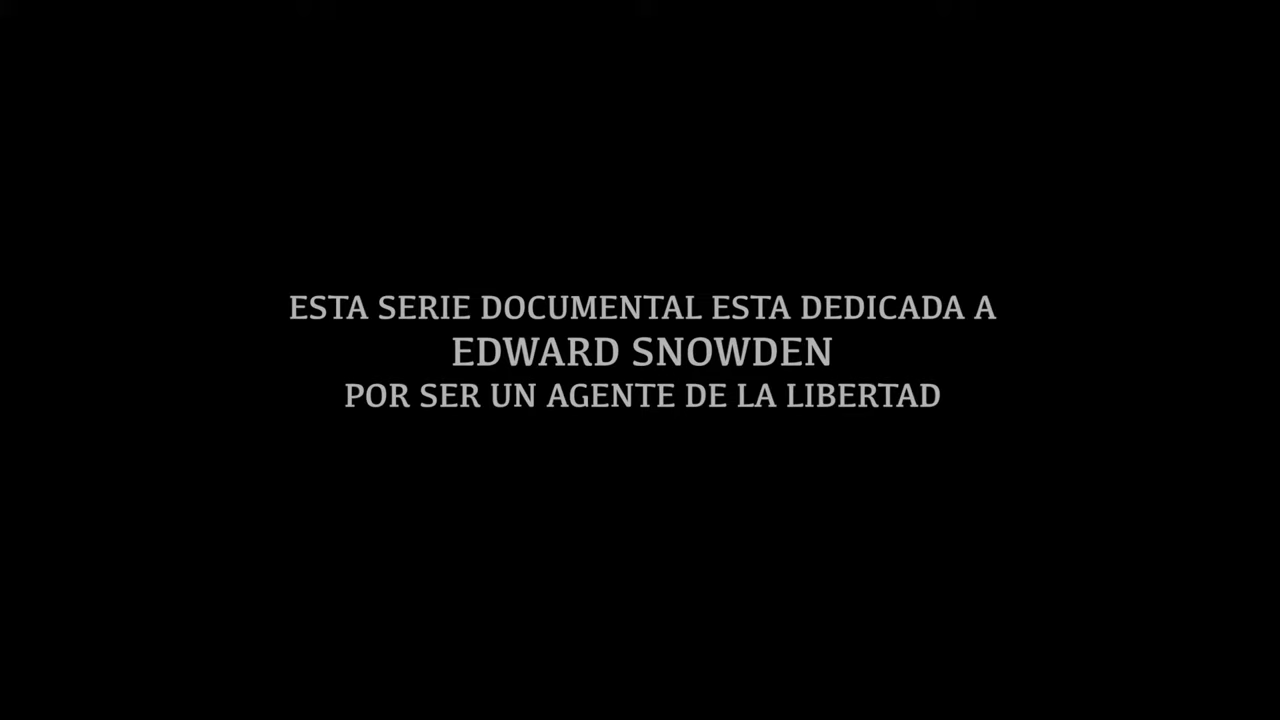 ESTA SERIE DOCUMENTAL ESTA DEDICADA A
EDWARD SNOWDEN
POR SER UN AGENTE DE LA LIBERTAD